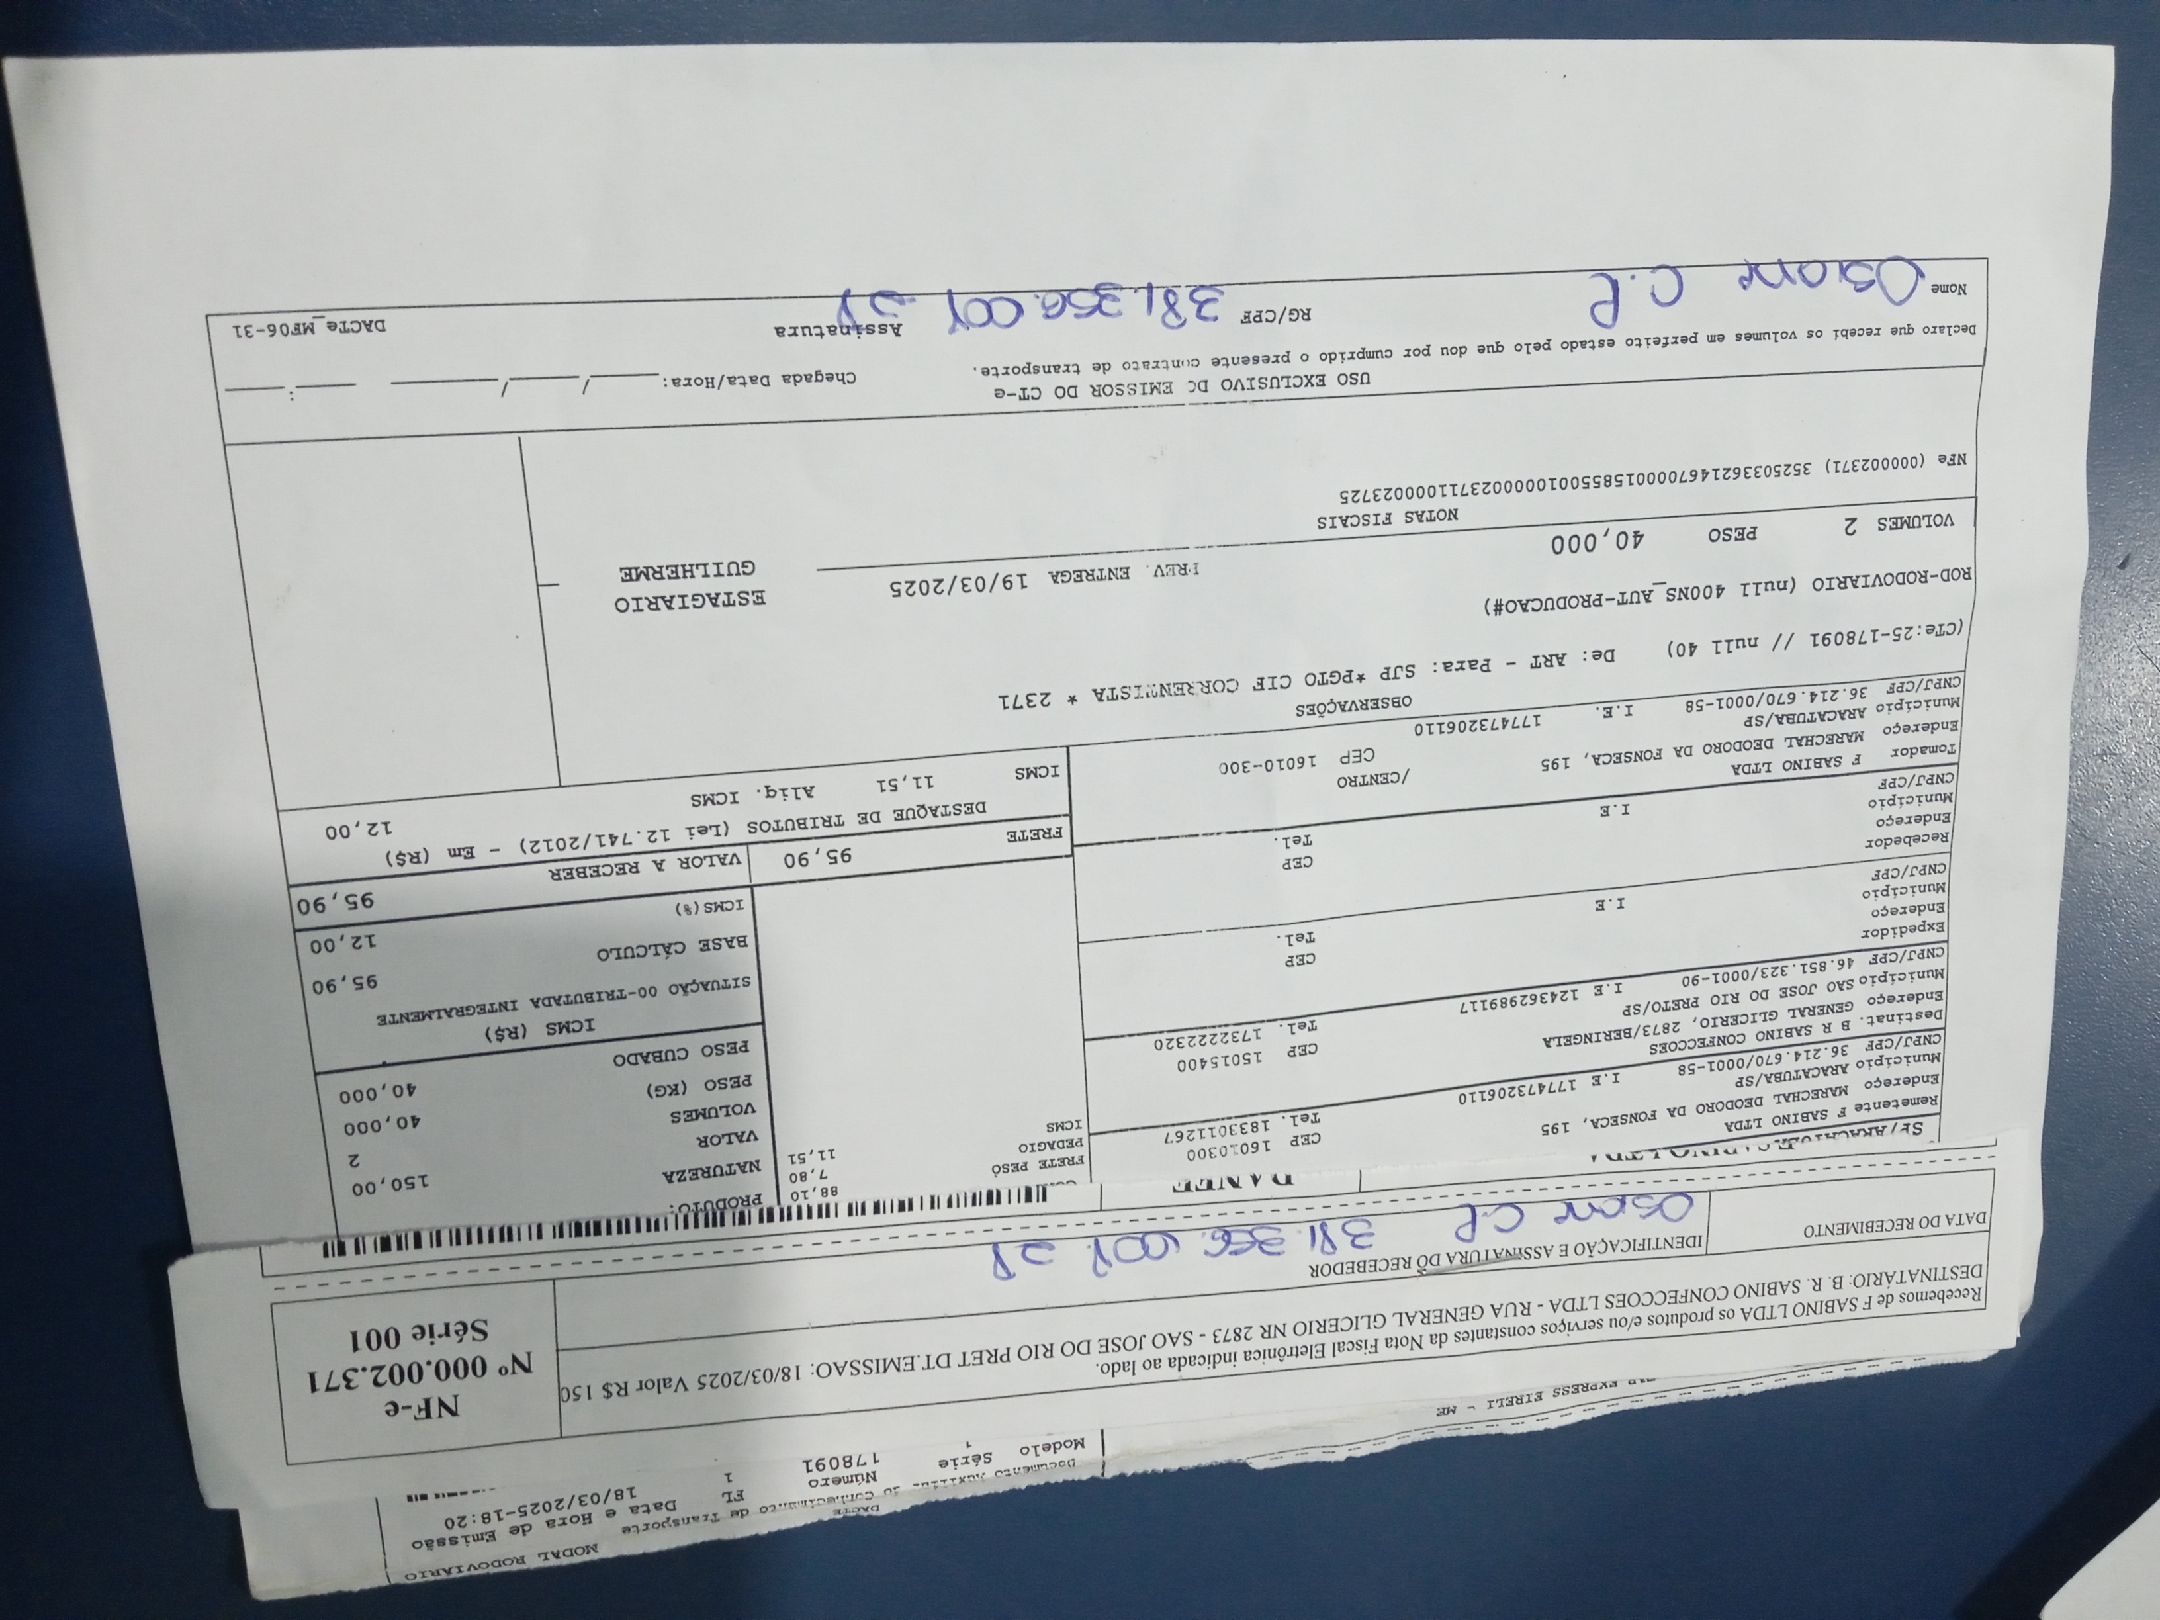 MODAL RODOVIÁRIO
DACTE
Data e Hora de Emissão
18/03/2025-18:20
FL
1
Número
178091
Série
1
Modelo
EXPRESS EIRELI - ME
Recebemos de F SABINO LTDA os produtos e/ou serviços constantes da Nota Fiscal Eletrônica indicada ao lado.
DESTINATÁRIO: B. R. SABINO CONFECCOES LTDA - RUA GENERAL GLICERIO NR 2873 - SAO JOSE DO RIO PRET DT.EMISSAO: 18/03/2025 Valor R$ 150
NF-e
Nº 000.002.371
Série 001
DATA DO RECEBIMENTO
IDENTIFICAÇÃO E ASSINATURA DO RECEBEDOR
C.P
DANFE
Remetente F SABINO LTDA
Endereço MARECHAL DEODORO DA FONSECA, 195
Município ARACATUBA/SP
CEP 16010300
CNPJ/CPF 36.214.670/0001-58
I.E 177473206110
Tel. 1833011267
Destinat. B R SABINO CONFECCOES
Endereço GENERAL GLICERIO, 2873/BERINGELA
Município SAO JOSE DO RIO PRETO/SP
CEP 15015400
CNPJ/CPF 46.851.323/0001-90
I.E 124362989117
Tel. 1732222320
Expedidor
Endereço
Município
CEP
CNPJ/CPF
I.E
Tel.
Recebedor
Endereço
Município
CEP
CNPJ/CPF
I.E
Tel.
Tomador F SABINO LTDA
Endereço MARECHAL DEODORO DA FONSECA, 195 /CENTRO
Município ARACATUBA/SP
CEP 16010-300
CNPJ/CPF 36.214.670/0001-58
I.E. 177473206110
FRETE PESO 88,10
PEDAGIO 7,80
ICMS 11,51
PRODUTO:
NATUREZA
VALOR 150,00
VOLUMES 2
PESO (KG) 40,000
PESO CUBADO 40,000
ICMS (R$)
SITUAÇÃO 00-TRIBUTADA INTEGRALMENTE
BASE CÁLCULO 95,90
ICMS(%) 12,00
FRETE 95,90
VALOR A RECEBER 95,90
DESTAQUE DE TRIBUTOS (Lei 12.741/2012) - Em (R$)
ICMS 11,51 Aliq. ICMS 12,00
OBSERVAÇÕES
(CTe:25-178091 // null 40) De: ART - Para: SJP *PGTO CIF CORRENTISTA * 2371
ROD-RODOVIARIO (null 400NS_AUT-PRODUCAO#)
VOLUMES 2 PESO 40,000
PREV. ENTREGA 19/03/2025
ESTAGIARIO
GUILHERME
NOTAS FISCAIS
NFe (000002371) 35250336214670000158550010000023711000023725
USO EXCLUSIVO DO EMISSOR DO CT-e
Declaro que recebi os volumes em perfeito estado pelo que dou por cumprido o presente contrato de transporte.
Chegada Data/Hora: ____/____/____ ____:____
Nome
C.P
RG/CPF
Assinatura
DACTe_MF06-31